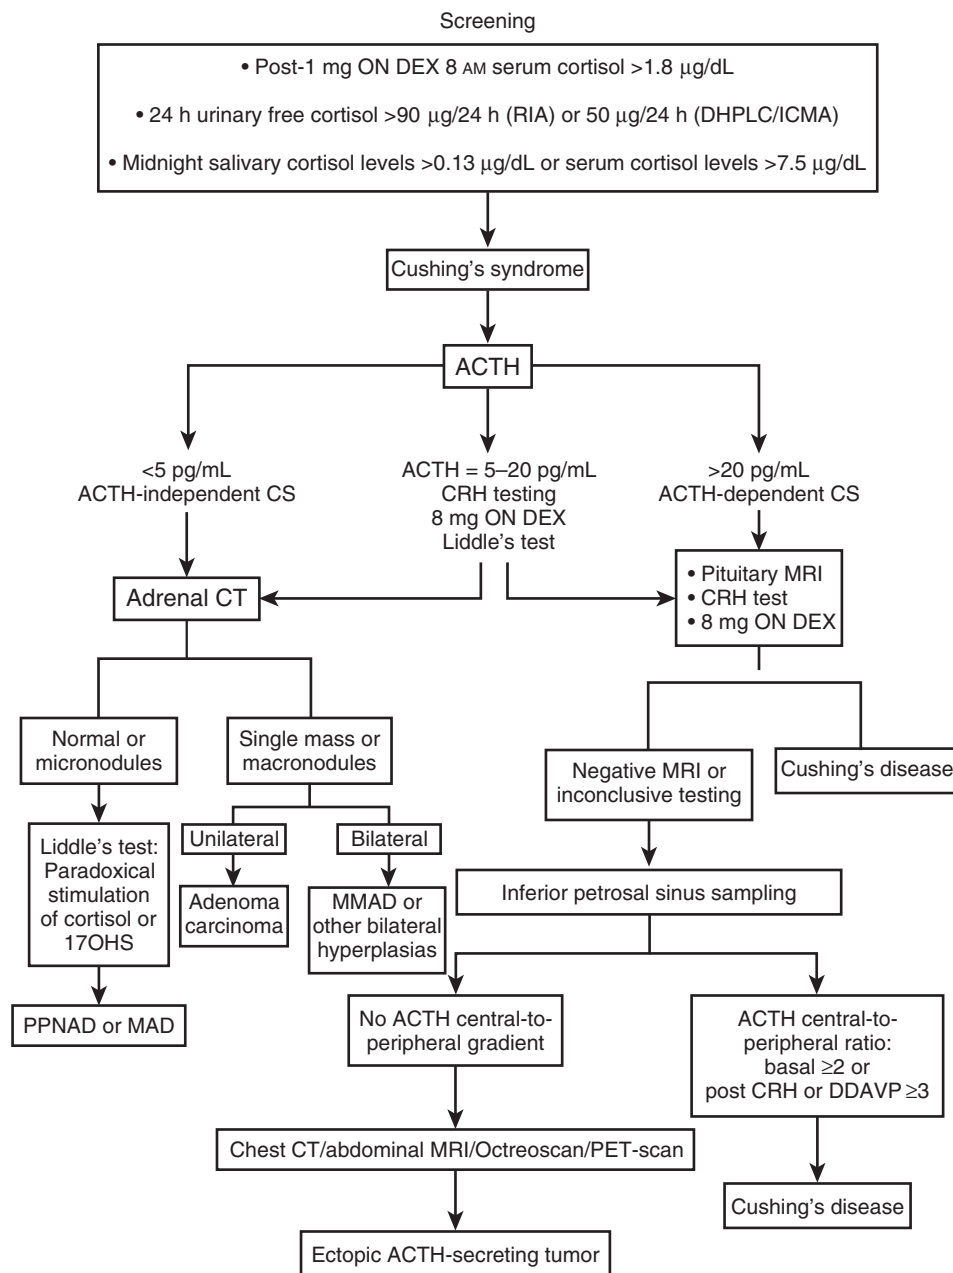 Screening
• Post-1 mg ON DEX 8 AM serum cortisol >1.8 μg/dL
• 24 h urinary free cortisol >90 μg/24 h (RIA) or 50 μg/24 h (DHPLC/ICMA)
• Midnight salivary cortisol levels >0.13 μg/dL or serum cortisol levels >7.5 μg/dL
Cushing's syndrome
ACTH
<5 pg/mL
ACTH-independent CS
ACTH = 5–20 pg/mL
CRH testing
8 mg ON DEX
Liddle's test
>20 pg/mL
ACTH-dependent CS
Adrenal CT
• Pituitary MRI
• CRH test
• 8 mg ON DEX
Normal or
micronodules
Single mass or
macronodules
Negative MRI or
inconclusive testing
Cushing's disease
Liddle's test:
Paradoxical
stimulation
of cortisol or
17OHS
Unilateral
Bilateral
Adenoma
carcinoma
MMAD or
other bilateral
hyperplasias
Inferior petrosal sinus sampling
PPNAD or MAD
No ACTH central-to-
peripheral gradient
ACTH central-to-
peripheral ratio:
basal ≥2 or
post CRH or DDAVP ≥3
Chest CT/abdominal MRI/Octreoscan/PET-scan
Cushing's disease
Ectopic ACTH-secreting tumor